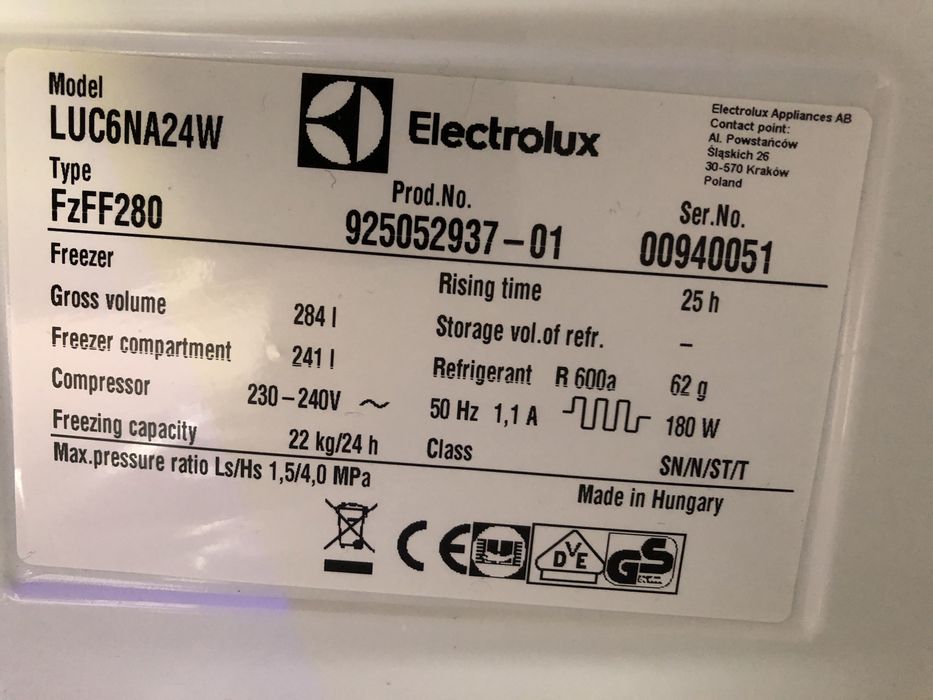 Model
LUC6NA24W
Type
FzFF280
Electrolux
Electrolux Appliances AB
Contact point:
Al. Powstańców
Śląskich 26
30-570 Kraków
Poland
Prod.No.
925052937-01
Ser.No.
00940051
Freezer
Rising time 25 h
Gross volume 284 l
Storage vol.of refr. –
Freezer compartment 241 l
Refrigerant R 600a 62 g
Compressor 230-240V ~ 50 Hz 1,1 A 180 W
Freezing capacity 22 kg/24 h
Class SN/N/ST/T
Max.pressure ratio Ls/Hs 1,5/4,0 MPa
Made in Hungary
CE
DVE
GS